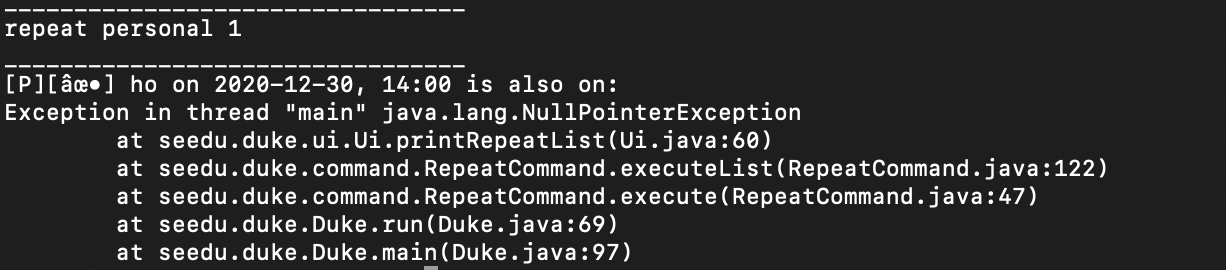 ___________________________________
repeat personal 1
___________________________________
[P][âœ•] ho on 2020-12-30, 14:00 is also on:
Exception in thread "main" java.lang.NullPointerException
        at seedu.duke.ui.Ui.printRepeatList(Ui.java:60)
        at seedu.duke.command.RepeatCommand.executeList(RepeatCommand.java:122)
        at seedu.duke.command.RepeatCommand.execute(RepeatCommand.java:47)
        at seedu.duke.Duke.run(Duke.java:69)
        at seedu.duke.Duke.main(Duke.java:97)